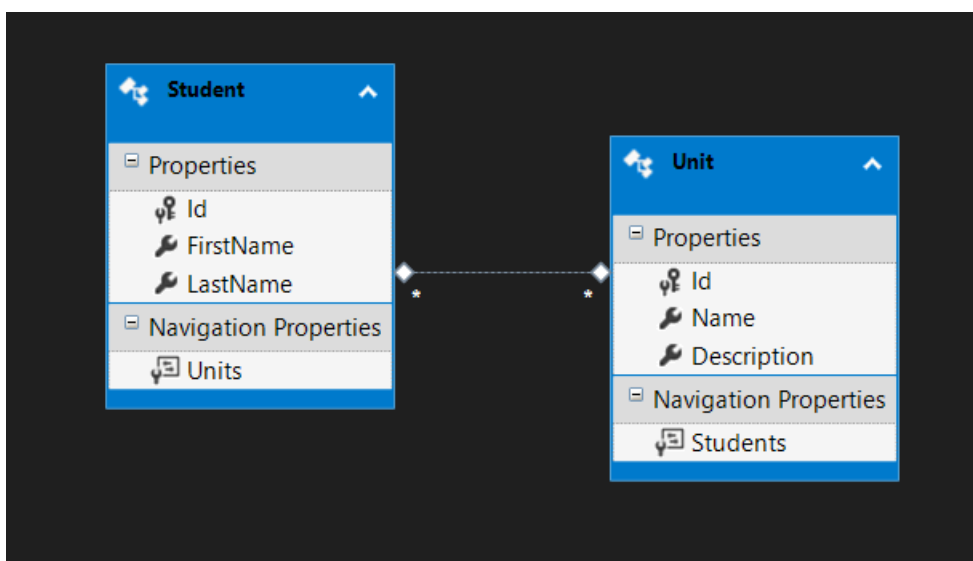 Student
Properties
Id
FirstName
LastName
Navigation Properties
Units
*
*
Unit
Properties
Id
Name
Description
Navigation Properties
Students